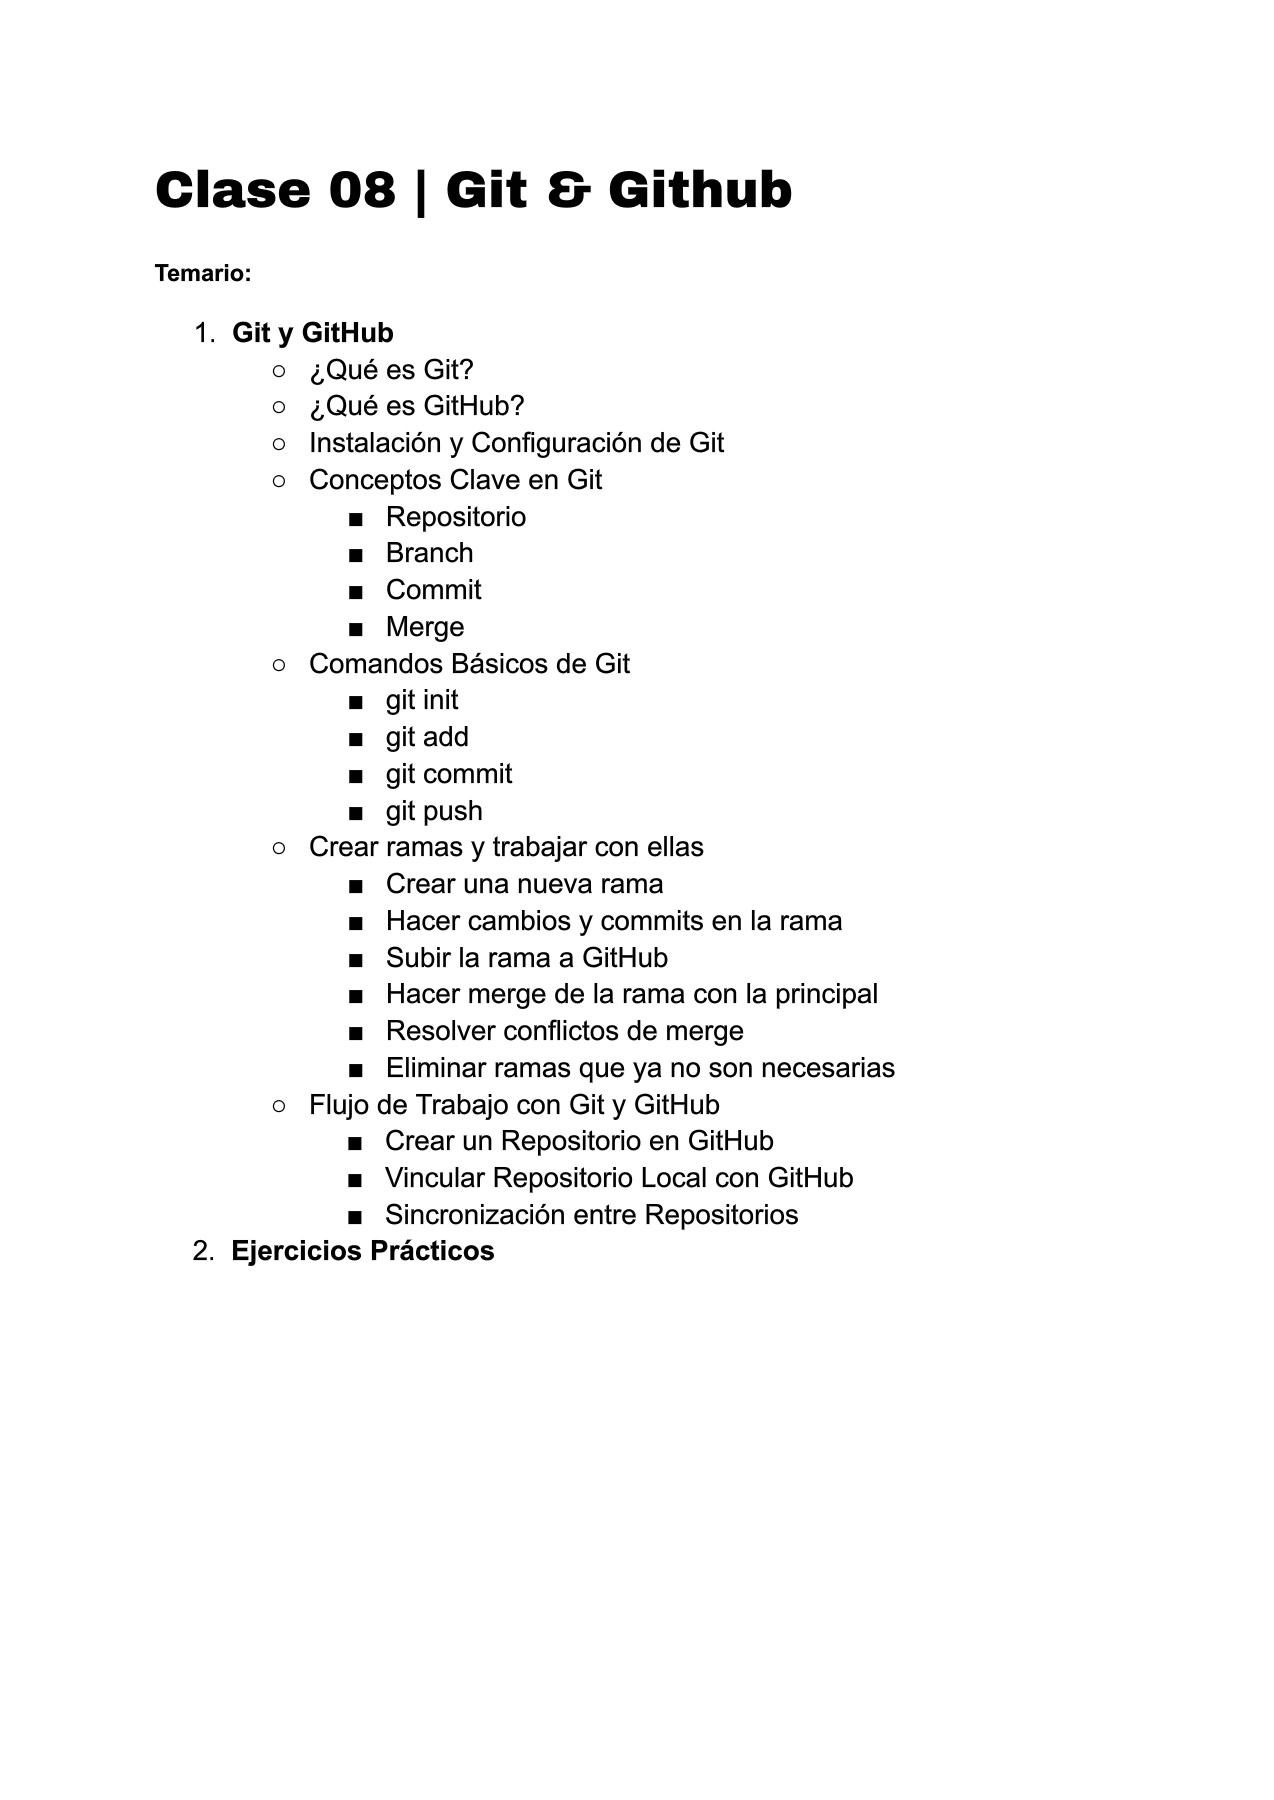 Clase 08 | Git & Github
Temario:
1. Git y GitHub
○ ¿Qué es Git?
○ ¿Qué es GitHub?
○ Instalación y Configuración de Git
○ Conceptos Clave en Git
■ Repositorio
■ Branch
■ Commit
■ Merge
○ Comandos Básicos de Git
■ git init
■ git add
■ git commit
■ git push
○ Crear ramas y trabajar con ellas
■ Crear una nueva rama
■ Hacer cambios y commits en la rama
■ Subir la rama a GitHub
■ Hacer merge de la rama con la principal
■ Resolver conflictos de merge
■ Eliminar ramas que ya no son necesarias
○ Flujo de Trabajo con Git y GitHub
■ Crear un Repositorio en GitHub
■ Vincular Repositorio Local con GitHub
■ Sincronización entre Repositorios
2. Ejercicios Prácticos